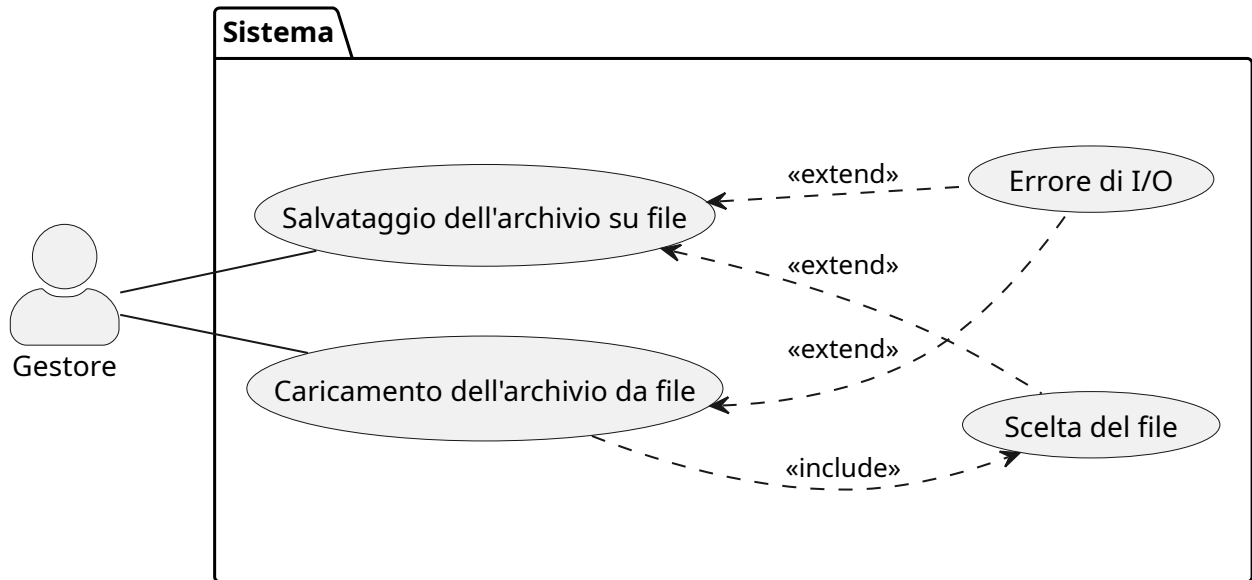 Sistema
«extend»
Errore di I/O
Salvataggio dell'archivio su file
«extend»
«extend»
Gestore
Caricamento dell'archivio da file
Scelta del file
«include»